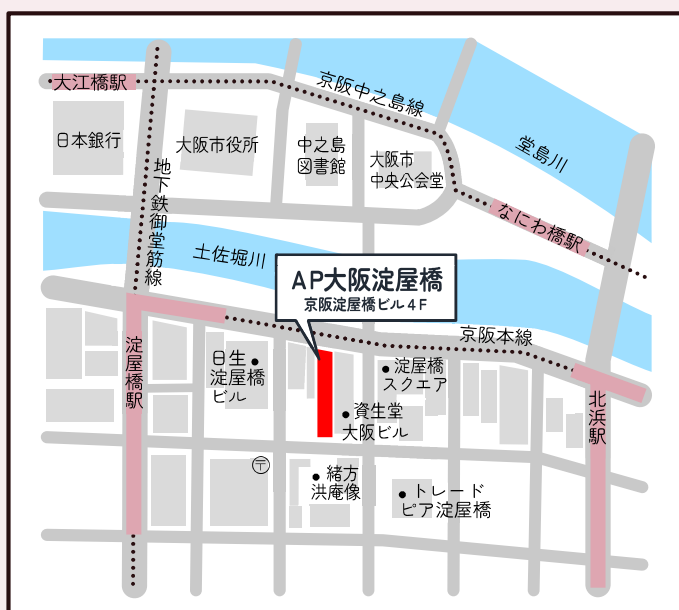 大江橋駅
京阪中之島線
日本銀行
大阪市役所
中之島
図書館
大阪市
中央公会堂
堂島川
地下鉄御堂筋線
なにわ橋駅
土佐堀川
AP大阪淀屋橋
京阪淀屋橋ビル4F
京阪本線
淀屋橋駅
日生
淀屋橋
ビル
淀屋橋
スクエア
北浜駅
資生堂
大阪ビル
〒
緒方
洪庵像
トレード
ピア淀屋橋